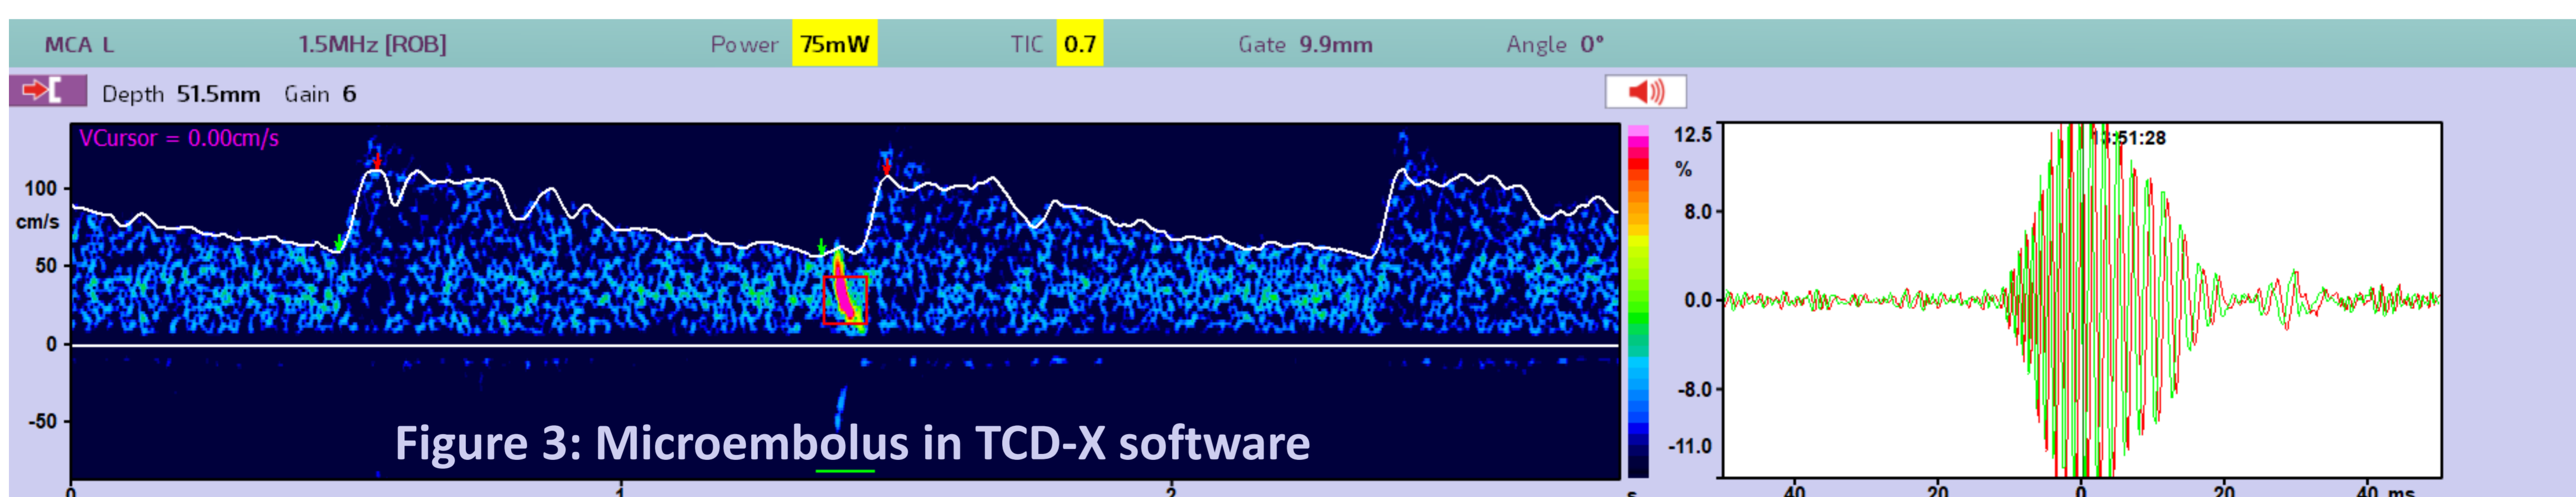 MCA L 1.5MHz [ROB] Power 75mW TIC 0.7 Gate 9.9mm Angle 0°
Depth 51.5mm Gain 6
VCursor = 0.00cm/s
100
cm/s
50
0
-50
Figure 3: Microembolus in TCD-X software
0 1 2 s
12.5
%
8.0
0.0
-8.0
-11.0
:51:28
40 20 0 20 40 ms